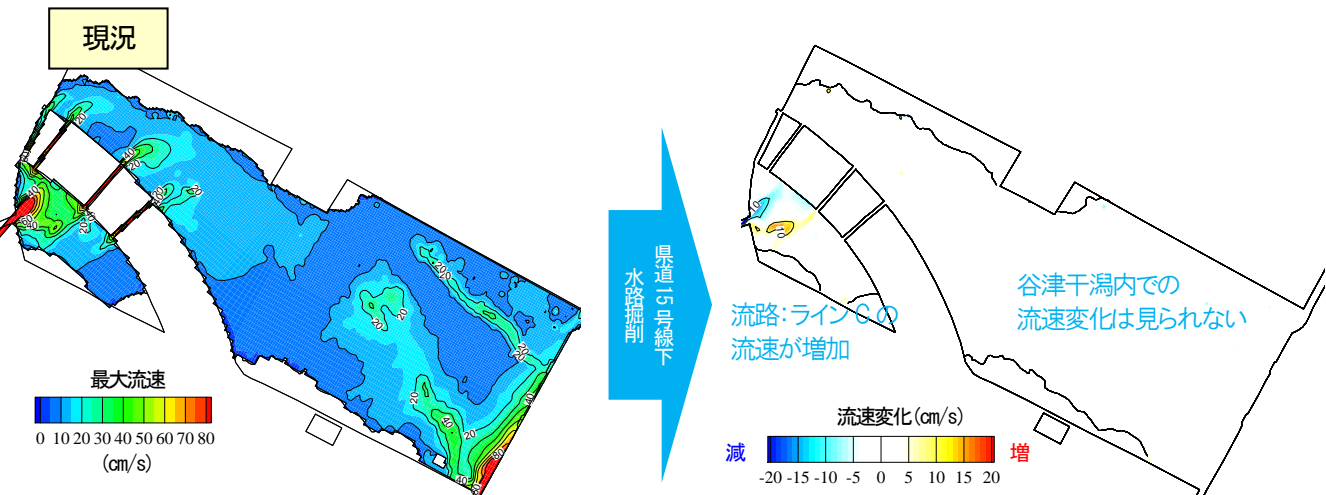 現況
最大流速
0 10 20 30 40 50 60 70 80
(cm/s)
県道15号線下
水路掘削
流路:ラインCの
流速が増加
谷津干潟内での
流速変化は見られない
流速変化(cm/s)
減
増
-20 -15 -10 -5 0 5 10 15 20